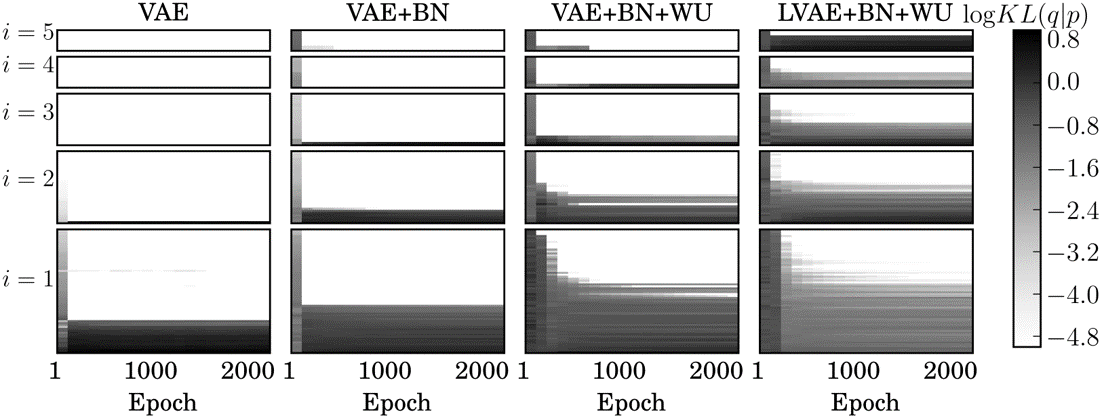 VAE VAE+BN VAE+BN+WU LVAE+BN+WU logKL(q|p)
i = 5
i = 4
i = 3
i = 2
i = 1
0.8
0.0
−0.8
−1.6
−2.4
−3.2
−4.0
−4.8
1 1000 2000 1 1000 2000 1 1000 2000 1 1000 2000
Epoch Epoch Epoch Epoch